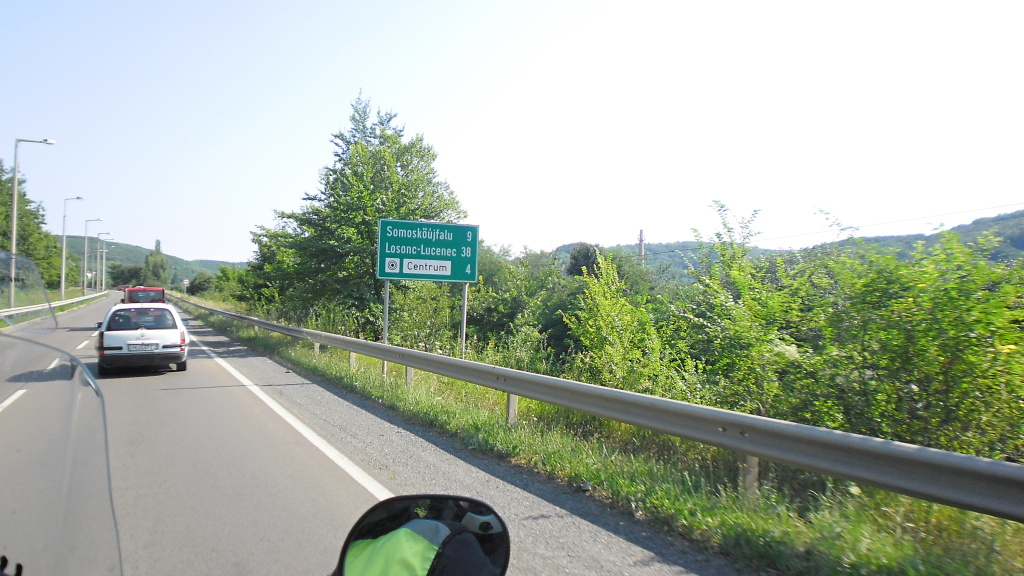 Somoskőújfalu 9
Losonc-Lucenec 38
Centrum 4